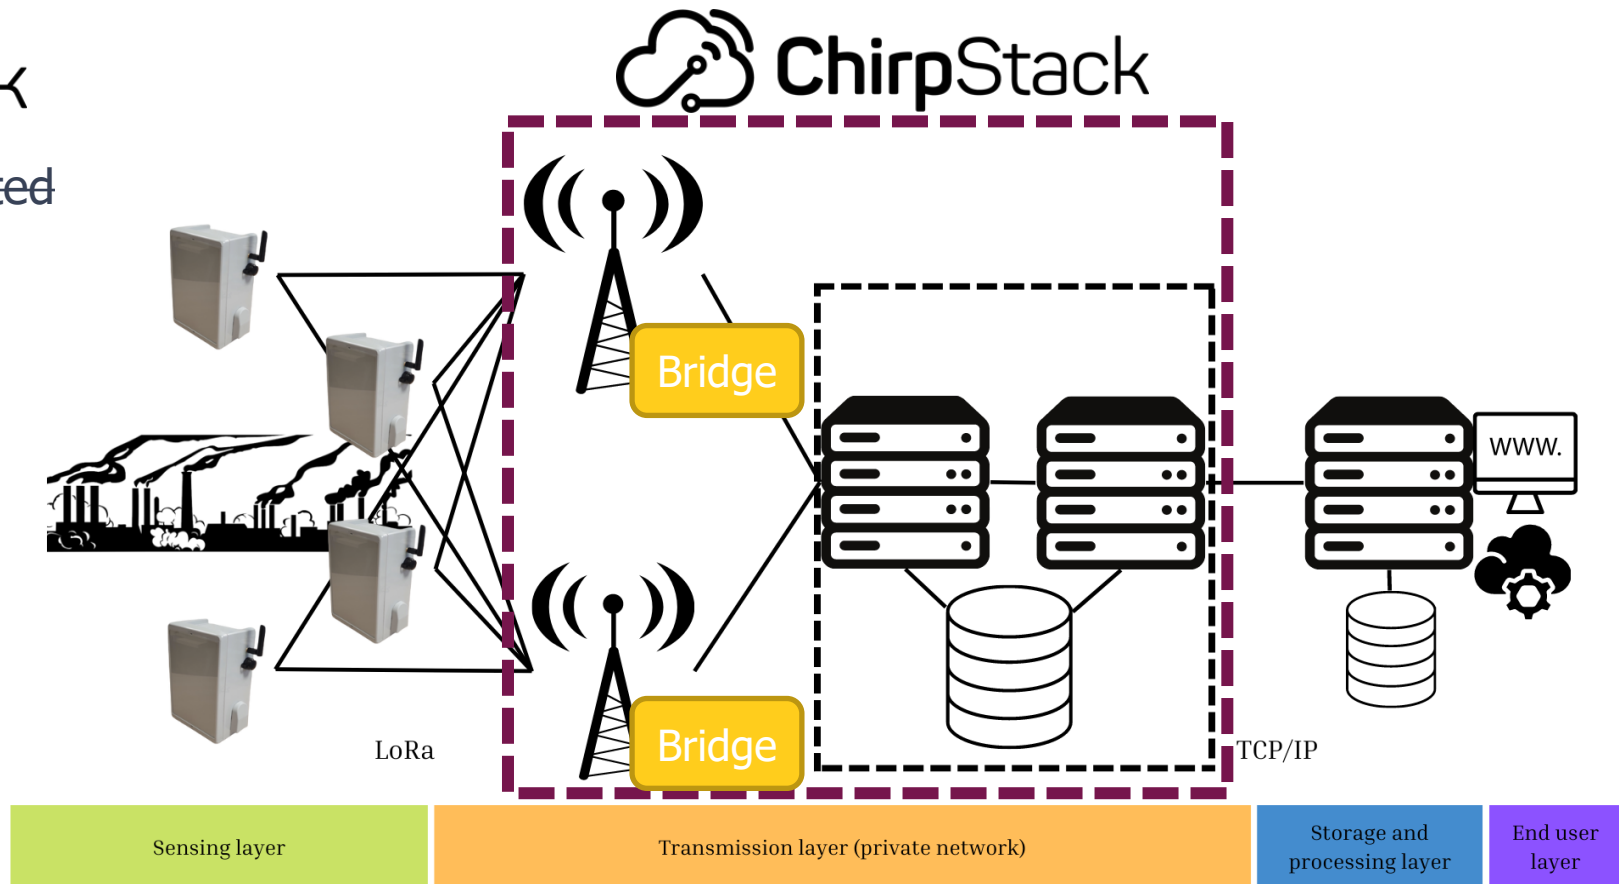 ChirpStack
Bridge
www.
Bridge
LoRa
TCP/IP
Sensing layer
Transmission layer (private network)
Storage and
processing layer
End user
layer